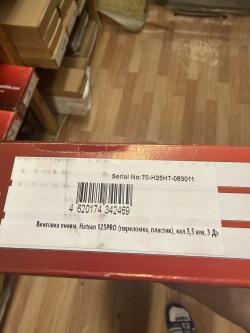 Serial No:70-H25HT-083011
4 620174 342469
Винтовка пневм. Hatsan 125PRO (переломка, пластик), кал.5,5 мм, 3 Дж